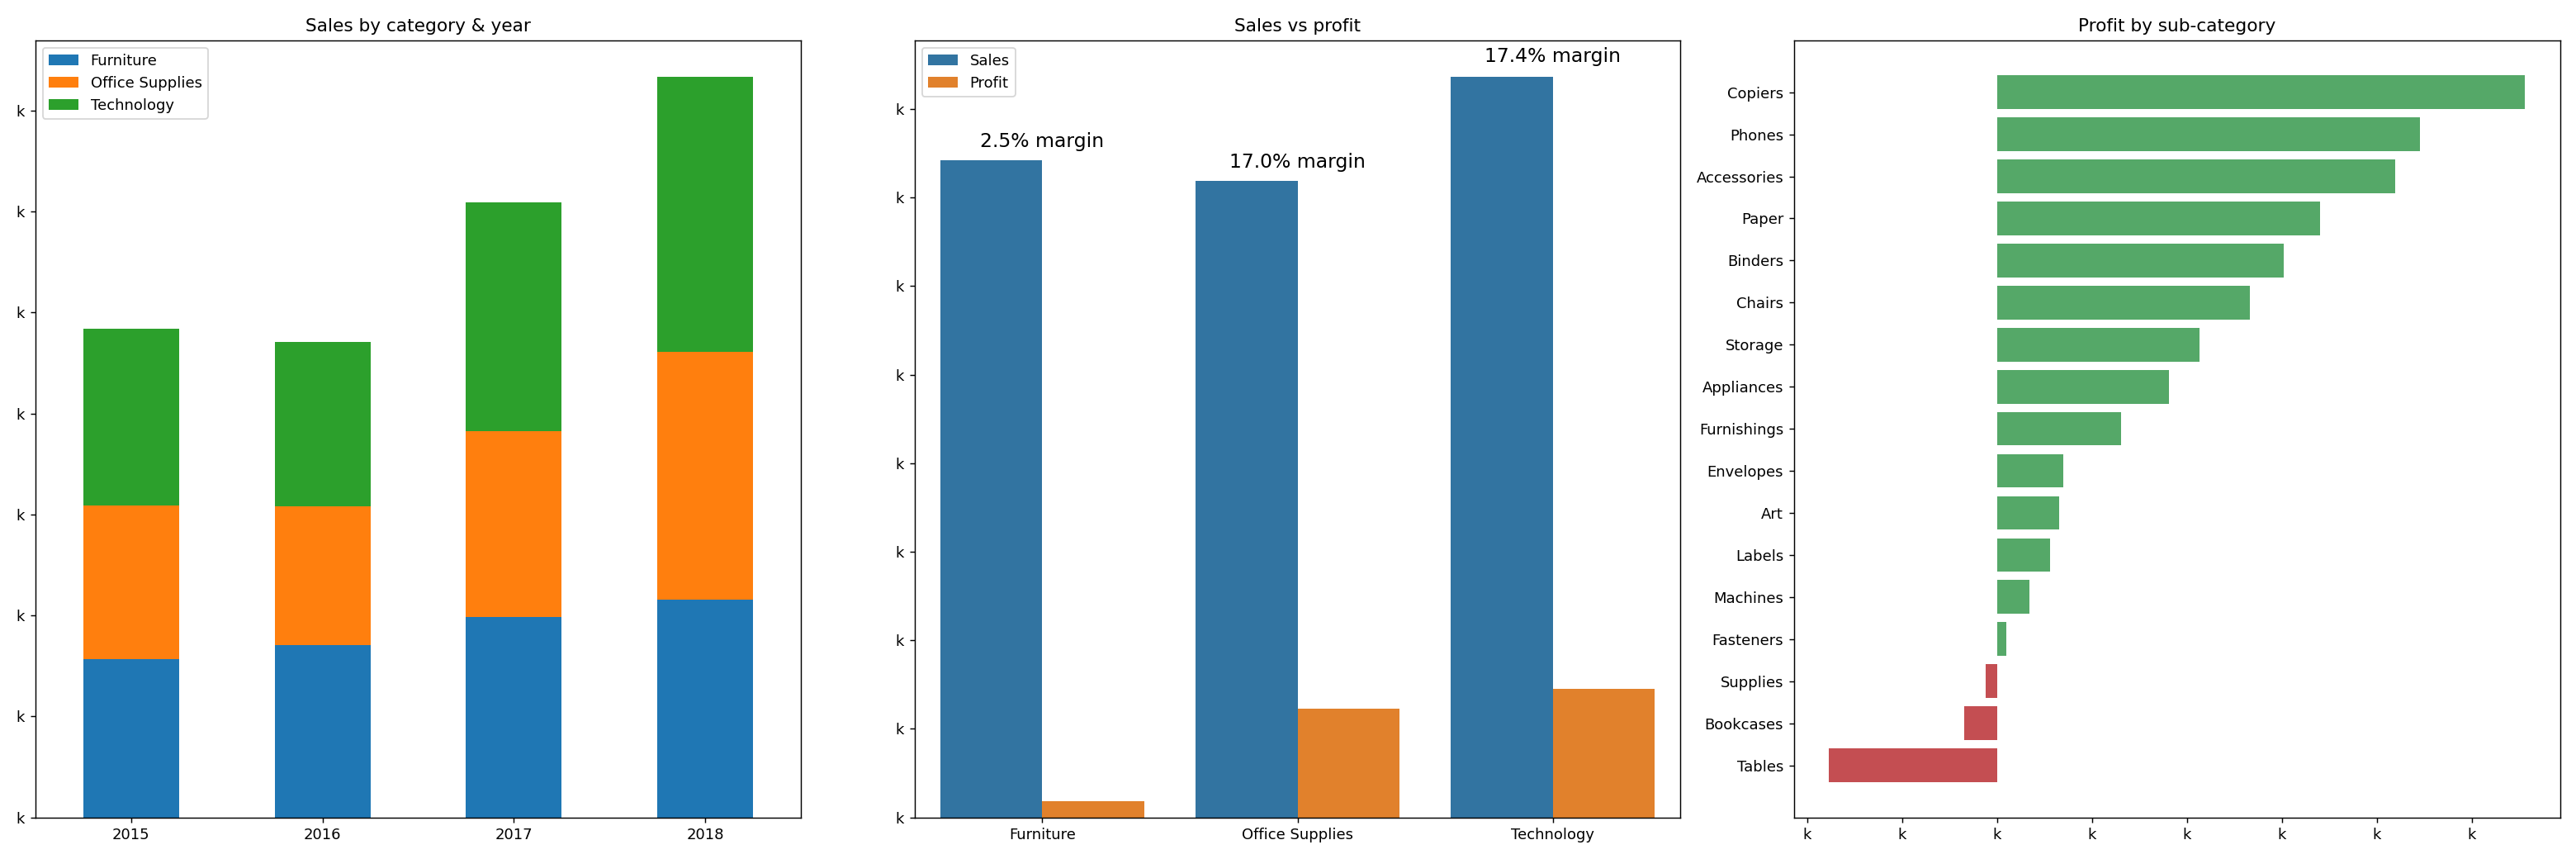 Sales by category & year
Furniture
Office Supplies
Technology
k
k
k
k
k
k
k
k
2015 2016 2017 2018
Sales vs profit
Sales
Profit
2.5% margin
17.0% margin
17.4% margin
k
k
k
k
k
k
k
k
k
Furniture Office Supplies Technology
Profit by sub-category
Copiers
Phones
Accessories
Paper
Binders
Chairs
Storage
Appliances
Furnishings
Envelopes
Art
Labels
Machines
Fasteners
Supplies
Bookcases
Tables
k k k k k k k k